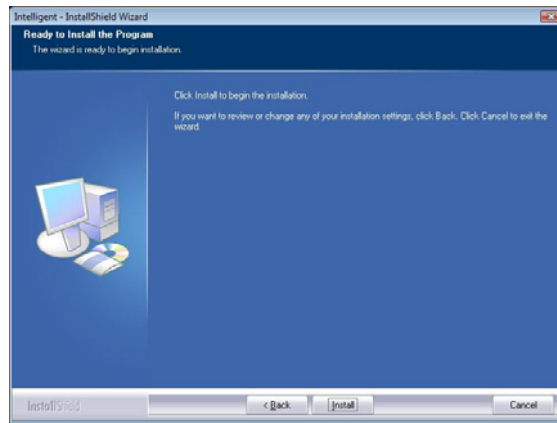 Intelligent - InstallShield Wizard
Ready to Install the Program
The wizard is ready to begin installation.
Click Install to begin the installation.
If you want to review or change any of your installation settings, click Back. Click Cancel to exit the
wizard.
InstallShield
< Back
Install
Cancel